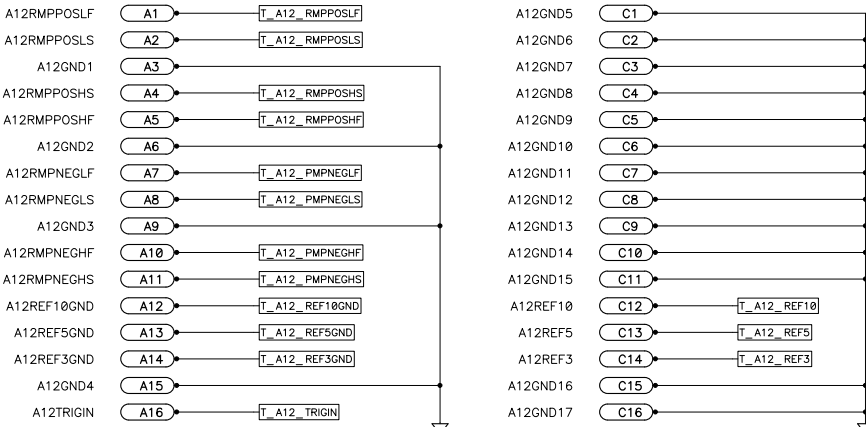 A12RMPPOSLF A1 T_A12_RMPPOSLF
A12RMPPOSLS A2 T_A12_RMPPOSLS
A12GND1 A3
A12RMPPOSHS A4 T_A12_RMPPOSHS
A12RMPPOSHF A5 T_A12_RMPPOSHF
A12GND2 A6
A12RMPNEGLF A7 T_A12_PMPNEGLF
A12RMPNEGLS A8 T_A12_PMPNEGLS
A12GND3 A9
A12RMPNEGHF A10 T_A12_PMPNEGHF
A12RMPNEGHS A11 T_A12_PMPNEGHS
A12REF10GND A12 T_A12_REF10GND
A12REF5GND A13 T_A12_REF5GND
A12REF3GND A14 T_A12_REF3GND
A12GND4 A15
A12TRIGIN A16 T_A12_TRIGIN
A12GND5 C1
A12GND6 C2
A12GND7 C3
A12GND8 C4
A12GND9 C5
A12GND10 C6
A12GND11 C7
A12GND12 C8
A12GND13 C9
A12GND14 C10
A12GND15 C11
A12REF10 C12 T_A12_REF10
A12REF5 C13 T_A12_REF5
A12REF3 C14 T_A12_REF3
A12GND16 C15
A12GND17 C16